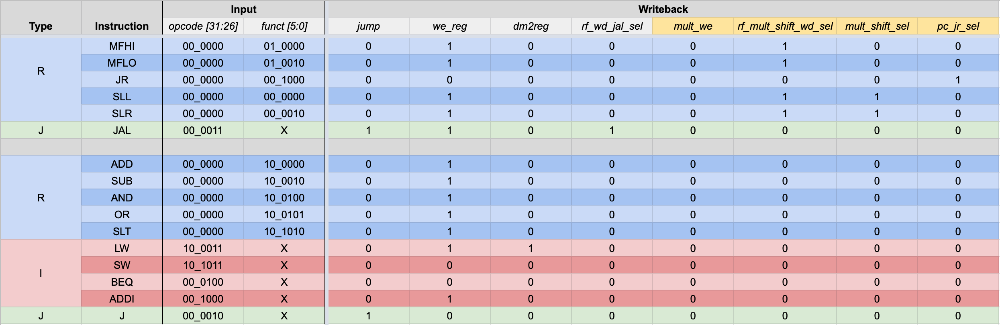 Input Writeback
Type Instruction opcode [31:26] funct [5:0] jump we_reg dm2reg rf_wd_jal_sel mult_we rf_mult_shift_wd_sel mult_shift_sel pc_jr_sel
R
MFHI 00_0000 01_0000 0 1 0 0 0 1 0 0
MFLO 00_0000 01_0010 0 1 0 0 0 1 0 0
JR 00_0000 00_1000 0 0 0 0 0 0 0 1
SLL 00_0000 00_0000 0 1 0 0 0 1 1 0
SLR 00_0000 00_0010 0 1 0 0 0 1 1 0
J JAL 00_0011 X 1 1 0 1 0 0 0 0
R
ADD 00_0000 10_0000 0 1 0 0 0 0 0 0
SUB 00_0000 10_0010 0 1 0 0 0 0 0 0
AND 00_0000 10_0100 0 1 0 0 0 0 0 0
OR 00_0000 10_0101 0 1 0 0 0 0 0 0
SLT 00_0000 10_1010 0 1 0 0 0 0 0 0
I
LW 10_0011 X 0 1 1 0 0 0 0 0
SW 10_1011 X 0 0 0 0 0 0 0 0
BEQ 00_0100 X 0 0 0 0 0 0 0 0
ADDI 00_1000 X 0 1 0 0 0 0 0 0
J J 00_0010 X 1 0 0 0 0 0 0 0